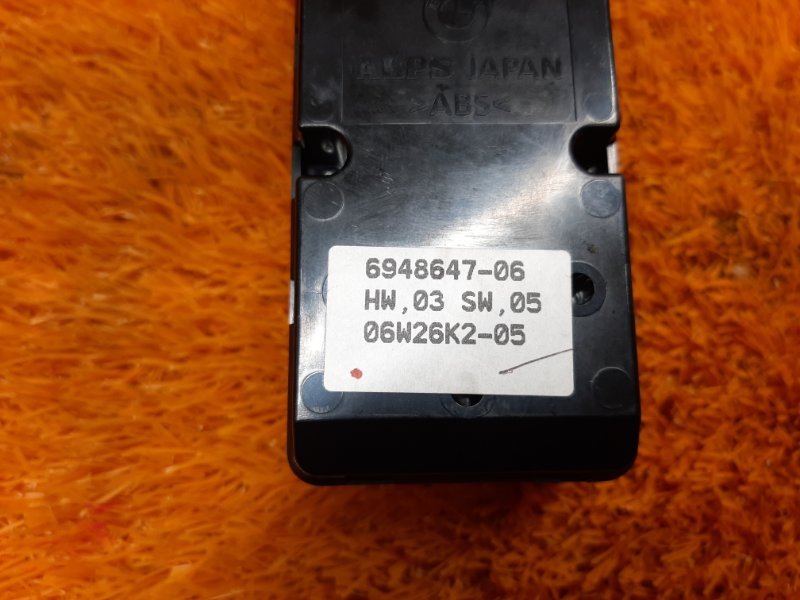 ALPS JAPAN
>ABS<
6948647-06
HW,03 SW,05
06W26K2-05